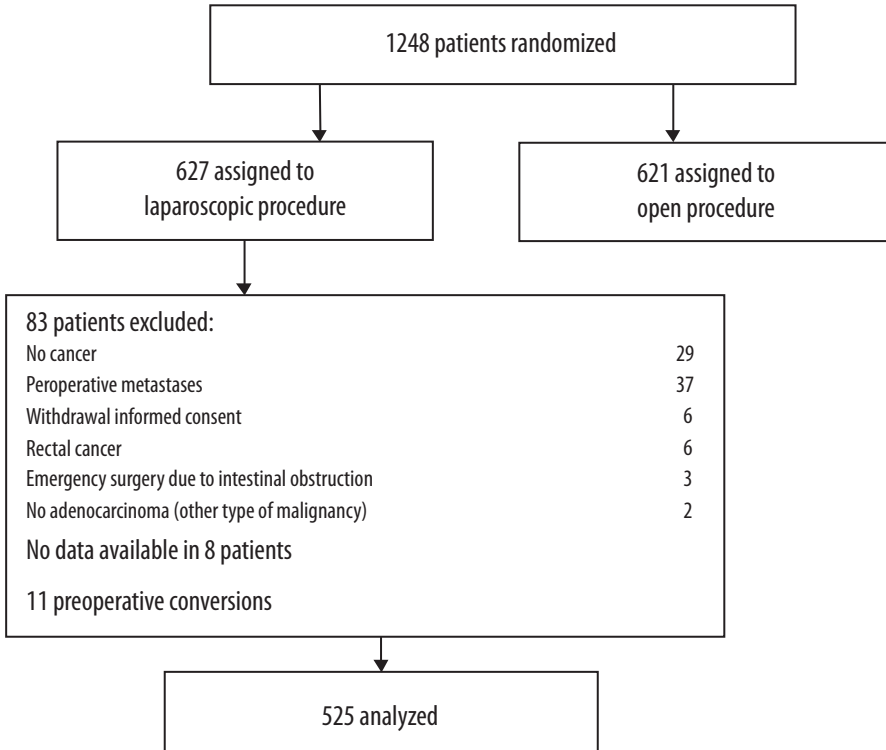 1248 patients randomized
627 assigned to
laparoscopic procedure
621 assigned to
open procedure
83 patients excluded:
No cancer 29
Peroperative metastases 37
Withdrawal informed consent 6
Rectal cancer 6
Emergency surgery due to intestinal obstruction 3
No adenocarcinoma (other type of malignancy) 2
No data available in 8 patients
11 preoperative conversions
525 analyzed